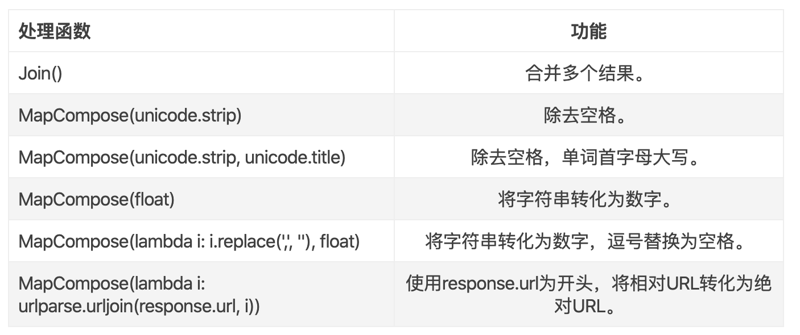 处理函数 功能
Join() 合并多个结果。
MapCompose(unicode.strip) 除去空格。
MapCompose(unicode.strip, unicode.title) 除去空格，单词首字母大写。
MapCompose(float) 将字符串转化为数字。
MapCompose(lambda i: i.replace(',', ''), float) 将字符串转化为数字，逗号替换为空格。
MapCompose(lambda i:
urlparse.urljoin(response.url, i))
使用response.url为开头，将相对URL转化为绝
对URL。